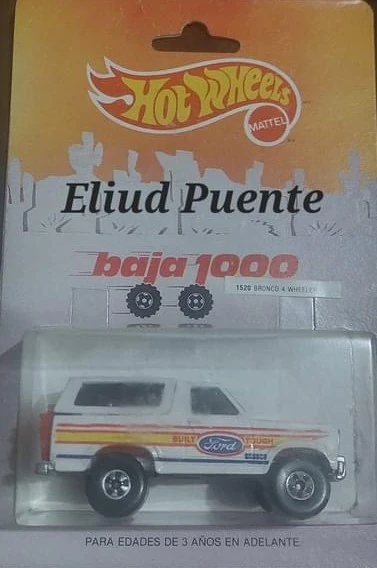 Hot Wheels
MATTEL
Eliud Puente
baja 1000
1520 BRONCO 4 WHEELER
BUILT Ford TOUGH
BRONCO
PARA EDADES DE 3 AÑOS EN ADELANTE.